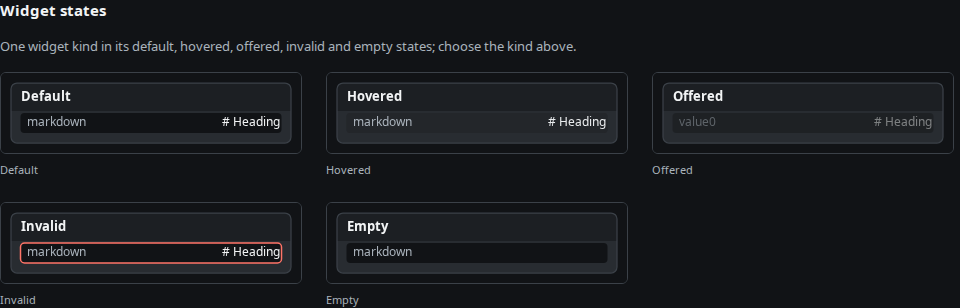 Widget states
One widget kind in its default, hovered, offered, invalid and empty states; choose the kind above.
Default
markdown # Heading
Default
Hovered
markdown # Heading
Hovered
Offered
value0 # Heading
Offered
Invalid
markdown # Heading
Invalid
Empty
markdown
Empty